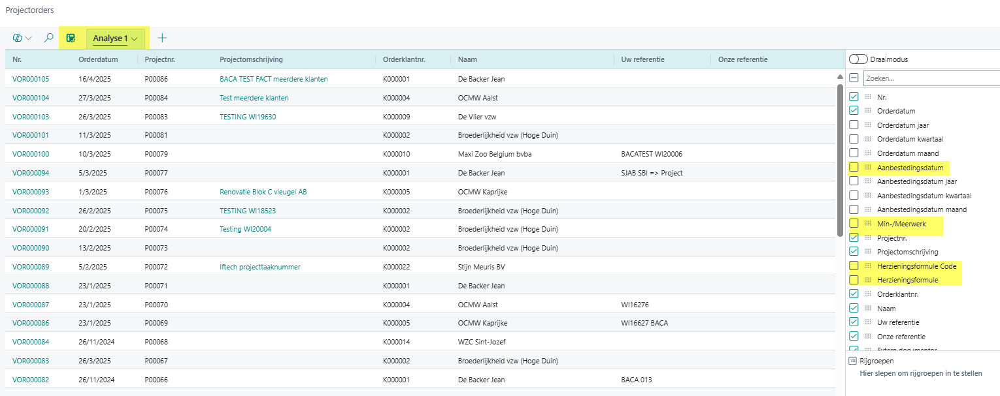 Projectorders
Analyse 1
Nr. Orderdatum Projectnr. Projectomschrijving Orderklantnr. Naam Uw referentie Onze referentie
VOR000105 16/4/2025 P00086 BACA TEST FACT meerdere klanten K000001 De Backer Jean
VOR000104 27/3/2025 P00084 Test meerdere klanten K000004 OCMW Aalst
VOR000103 26/3/2025 P00083 TESTING WI19630 K000009 De Vlier vzw
VOR000101 11/3/2025 P00081 K000002 Broederlijkheid vzw (Hoge Duin)
VOR000100 10/3/2025 P00079 K000010 Maxi Zoo Belgium bvba BACATEST WI20006
VOR000094 5/3/2025 P00077 K000001 De Backer Jean SJAB SBI => Project
VOR000093 1/3/2025 P00076 Renovatie Blok C vleugel AB K000005 OCMW Kaprijke
VOR000092 26/2/2025 P00075 TESTING WI18523 K000002 Broederlijkheid vzw (Hoge Duin)
VOR000091 20/2/2025 P00074 Testing WI20004 K000002 Broederlijkheid vzw (Hoge Duin)
VOR000090 13/2/2025 P00073 K000002 Broederlijkheid vzw (Hoge Duin)
VOR000089 5/2/2025 P00072 Iftech projecttaaknummer K000022 Stijn Meuris BV
VOR000088 23/1/2025 P00071 K000001 De Backer Jean
VOR000087 23/1/2025 P00070 K000004 OCMW Aalst WI16276
VOR000086 23/1/2025 P00069 K000005 OCMW Kaprijke WI16627 BACA
VOR000084 26/11/2024 P00068 K000014 WZC Sint-Jozef
VOR000083 26/3/2025 P00067 K000002 Broederlijkheid vzw (Hoge Duin)
VOR000082 26/11/2024 P00066 K000001 De Backer Jean BACA 013
Draaimodus
Zoeken...
Nr.
Orderdatum
Orderdatum jaar
Orderdatum kwartaal
Orderdatum maand
Aanbestedingsdatum
Aanbestedingsdatum jaar
Aanbestedingsdatum kwartaal
Aanbestedingsdatum maand
Min-/Meerwerk
Projectnr.
Projectomschrijving
Herzieningsformule Code
Herzieningsformule
Orderklantnr.
Naam
Uw referentie
Onze referentie
Extern documentnr.
Rijgroepen
Hier slepen om rijgroepen in te stellen